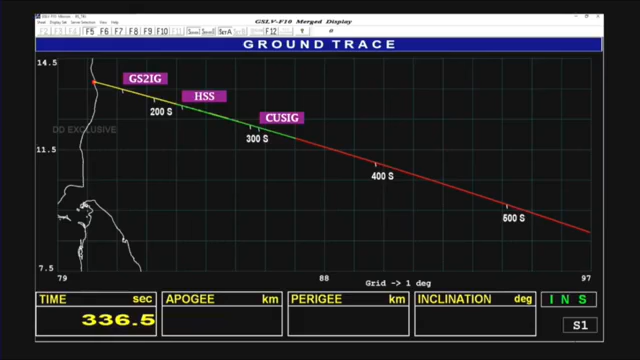 GSLV-F10 Merged Display
F5 F6 F7 F8 F9 F10 F11 F12
GROUND TRACE
14.5
GS2IG
HSS
200 S
CUSIG
DD EXCLUSIVE
300 S
11.5
400 S
500 S
7.5
79 88 97
Grid -> 1 deg
TIME sec APOGEE km PERIGEE km INCLINATION deg I N S
336.5
S1